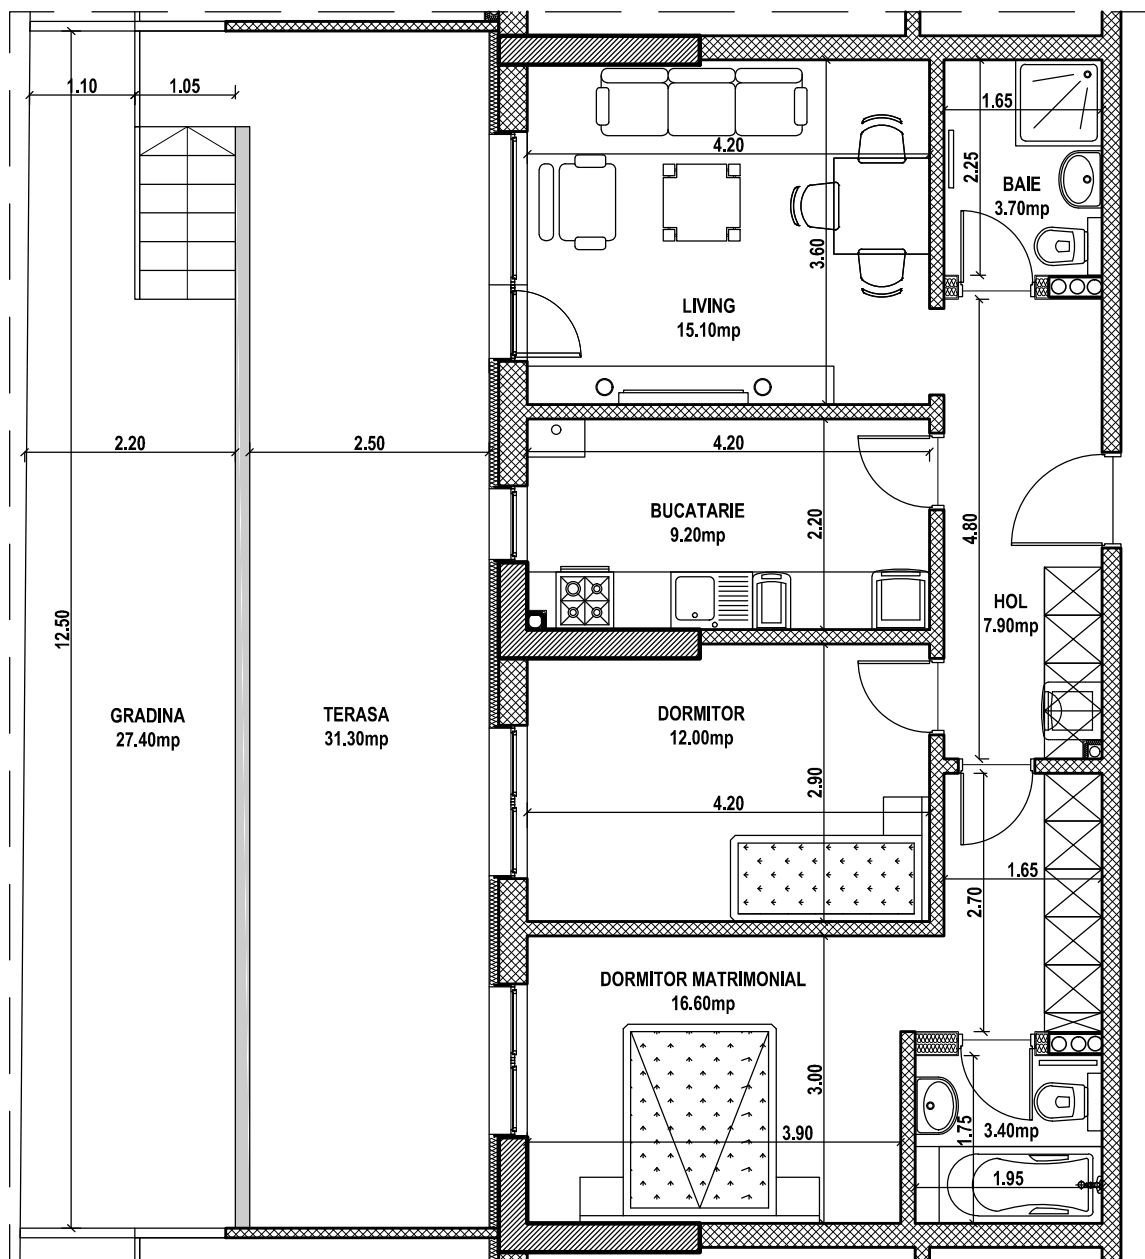 1.10
1.05
4.20
1.65
2.25
BAIE
3.70mp
3.60
LIVING
15.10mp
2.20
2.50
4.20
BUCATARIE
9.20mp
2.20
4.80
HOL
7.90mp
12.50
GRADINA
27.40mp
TERASA
31.30mp
DORMITOR
12.00mp
2.90
4.20
1.65
2.70
DORMITOR MATRIMONIAL
16.60mp
3.00
3.90
1.75
3.40mp
1.95